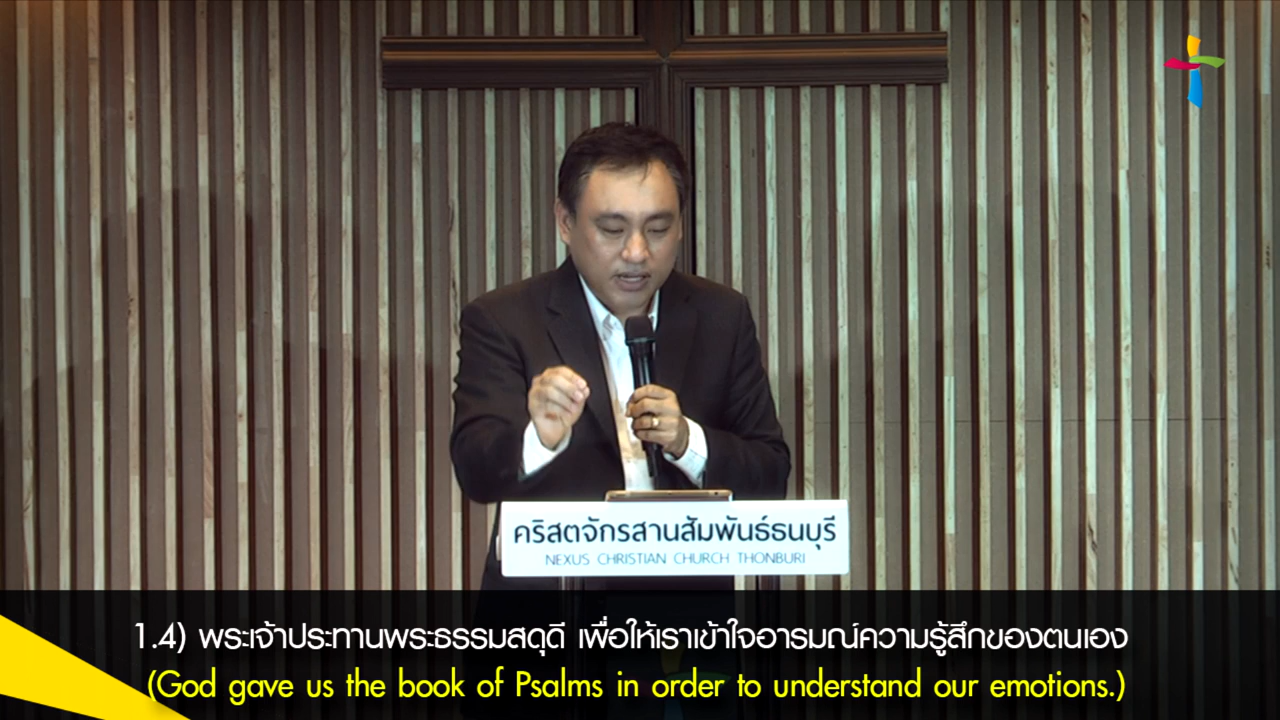 คริสตจักรสานสัมพันธ์ธนบุรี
NEXUS CHRISTIAN CHURCH THONBURI
1.4) พระเจ้าประทานพระธรรมสดุดี เพื่อให้เราเข้าใจอารมณ์ความรู้สึกของตนเอง
(God gave us the book of Psalms in order to understand our emotions.)